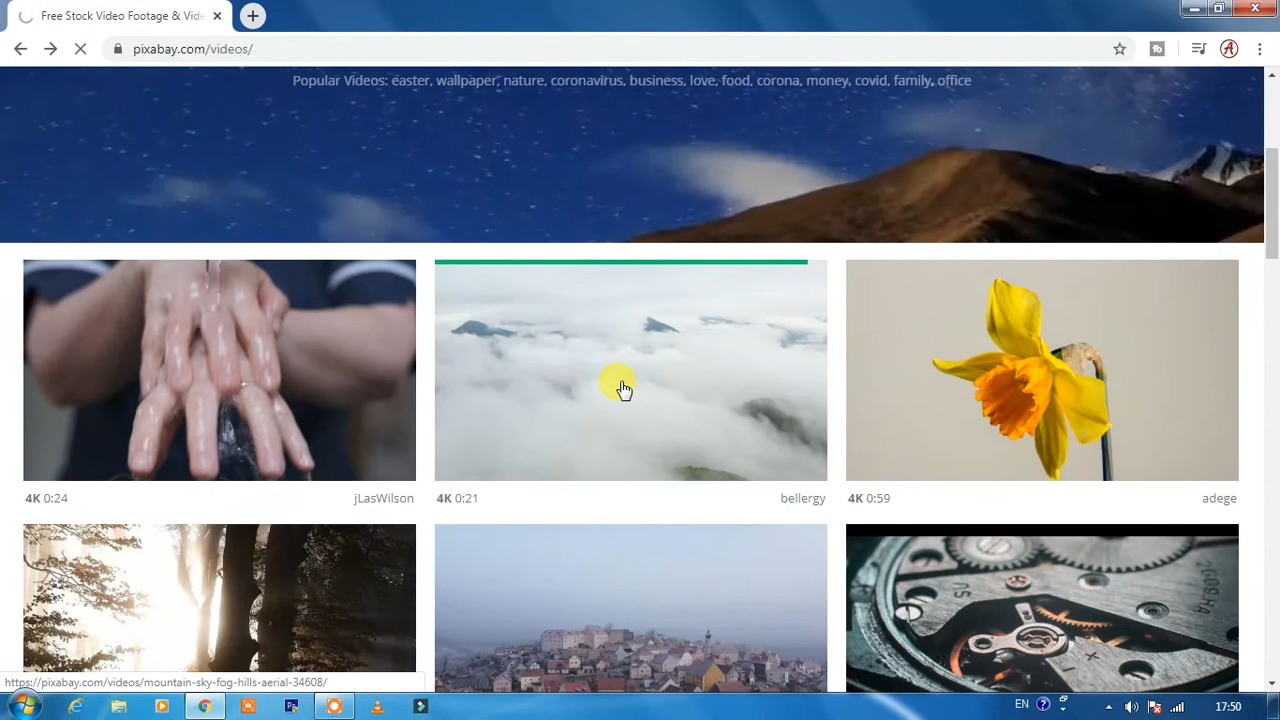 Free Stock Video Footage & Vide
pixabay.com/videos/
Popular Videos: easter, wallpaper, nature, coronavirus, business, love, food, corona, money, covid, family, office
4K 0:24
jLasWilson
4K 0:21
bellergy
4K 0:59
adege
https://pixabay.com/videos/mountain-sky-fog-hills-aerial-34608/
EN
17:50